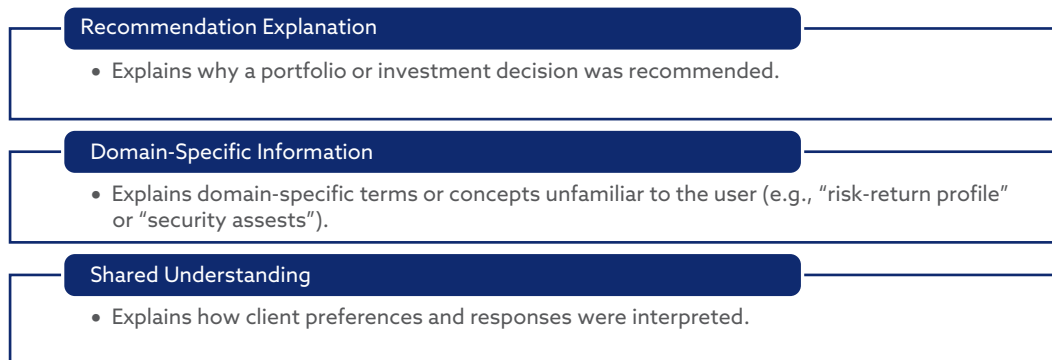 Recommendation Explanation
• Explains why a portfolio or investment decision was recommended.
Domain-Specific Information
• Explains domain-specific terms or concepts unfamiliar to the user (e.g., “risk-return profile”
or “security assests”).
Shared Understanding
• Explains how client preferences and responses were interpreted.